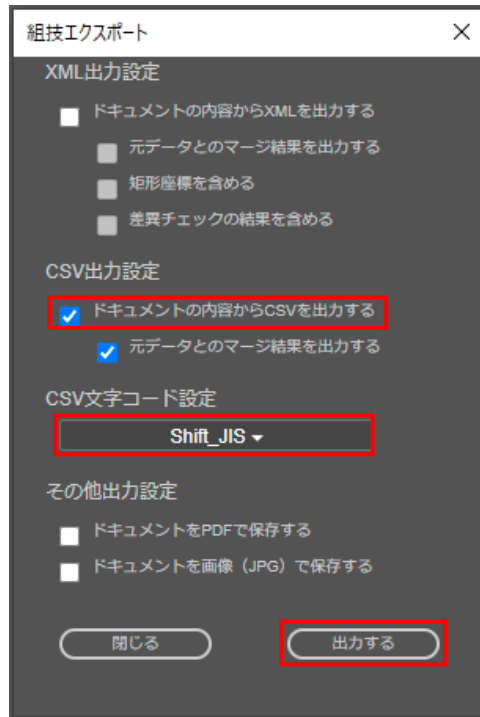 組技エクスポート
XML出力設定
ドキュメントの内容からXMLを出力する
元データとのマージ結果を出力する
矩形座標を含める
差異チェックの結果を含める
CSV出力設定
ドキュメントの内容からCSVを出力する
元データとのマージ結果を出力する
CSV文字コード設定
Shift_JIS
その他出力設定
ドキュメントをPDFで保存する
ドキュメントを画像（JPG）で保存する
閉じる 出力する